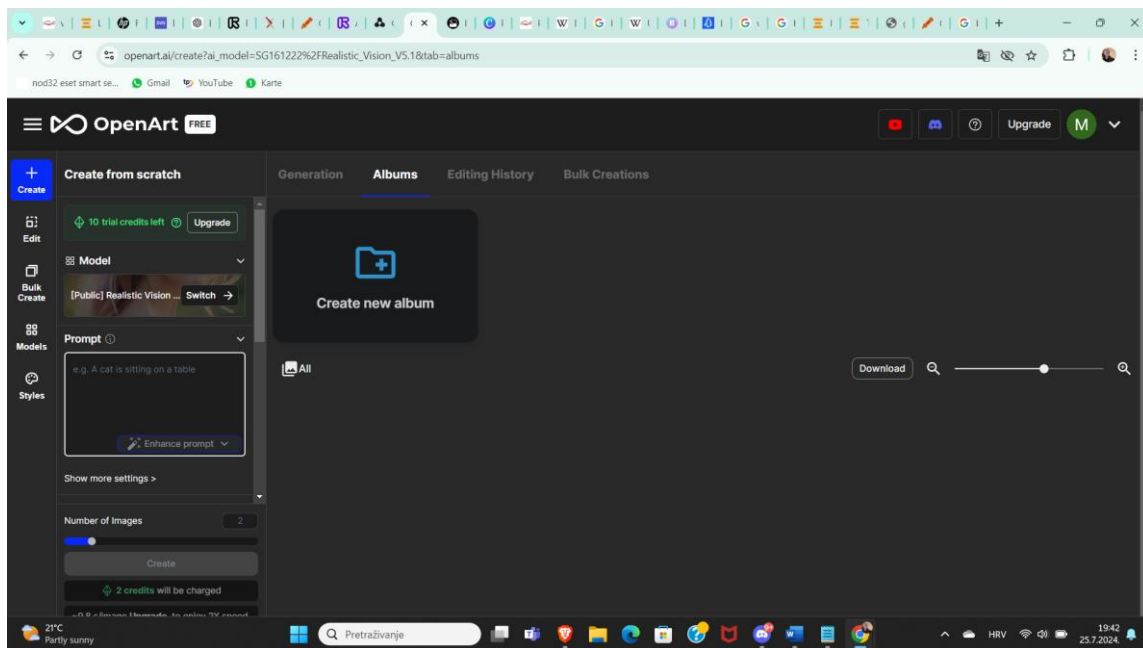 openart.ai/create?ai_model=SG161222%2FRealistic_Vision_V5.1&tab=albums
nod32 eset smart se...
Gmail
YouTube
Karte
OpenArt FREE
Upgrade
M
Create
Edit
Bulk
Create
Models
Styles
Create from scratch
10 trial credits left
Upgrade
Model
[Public] Realistic Vision ... Switch →
Prompt
e.g. A cat is sitting on a table
Enhance prompt
Show more settings >
Number of Images 2
Create
2 credits will be charged
Generation Albums Editing History Bulk Creations
Create new album
All
Download
21°C
Partly sunny
Pretraživanje
HRV
19:42
25.7.2024.